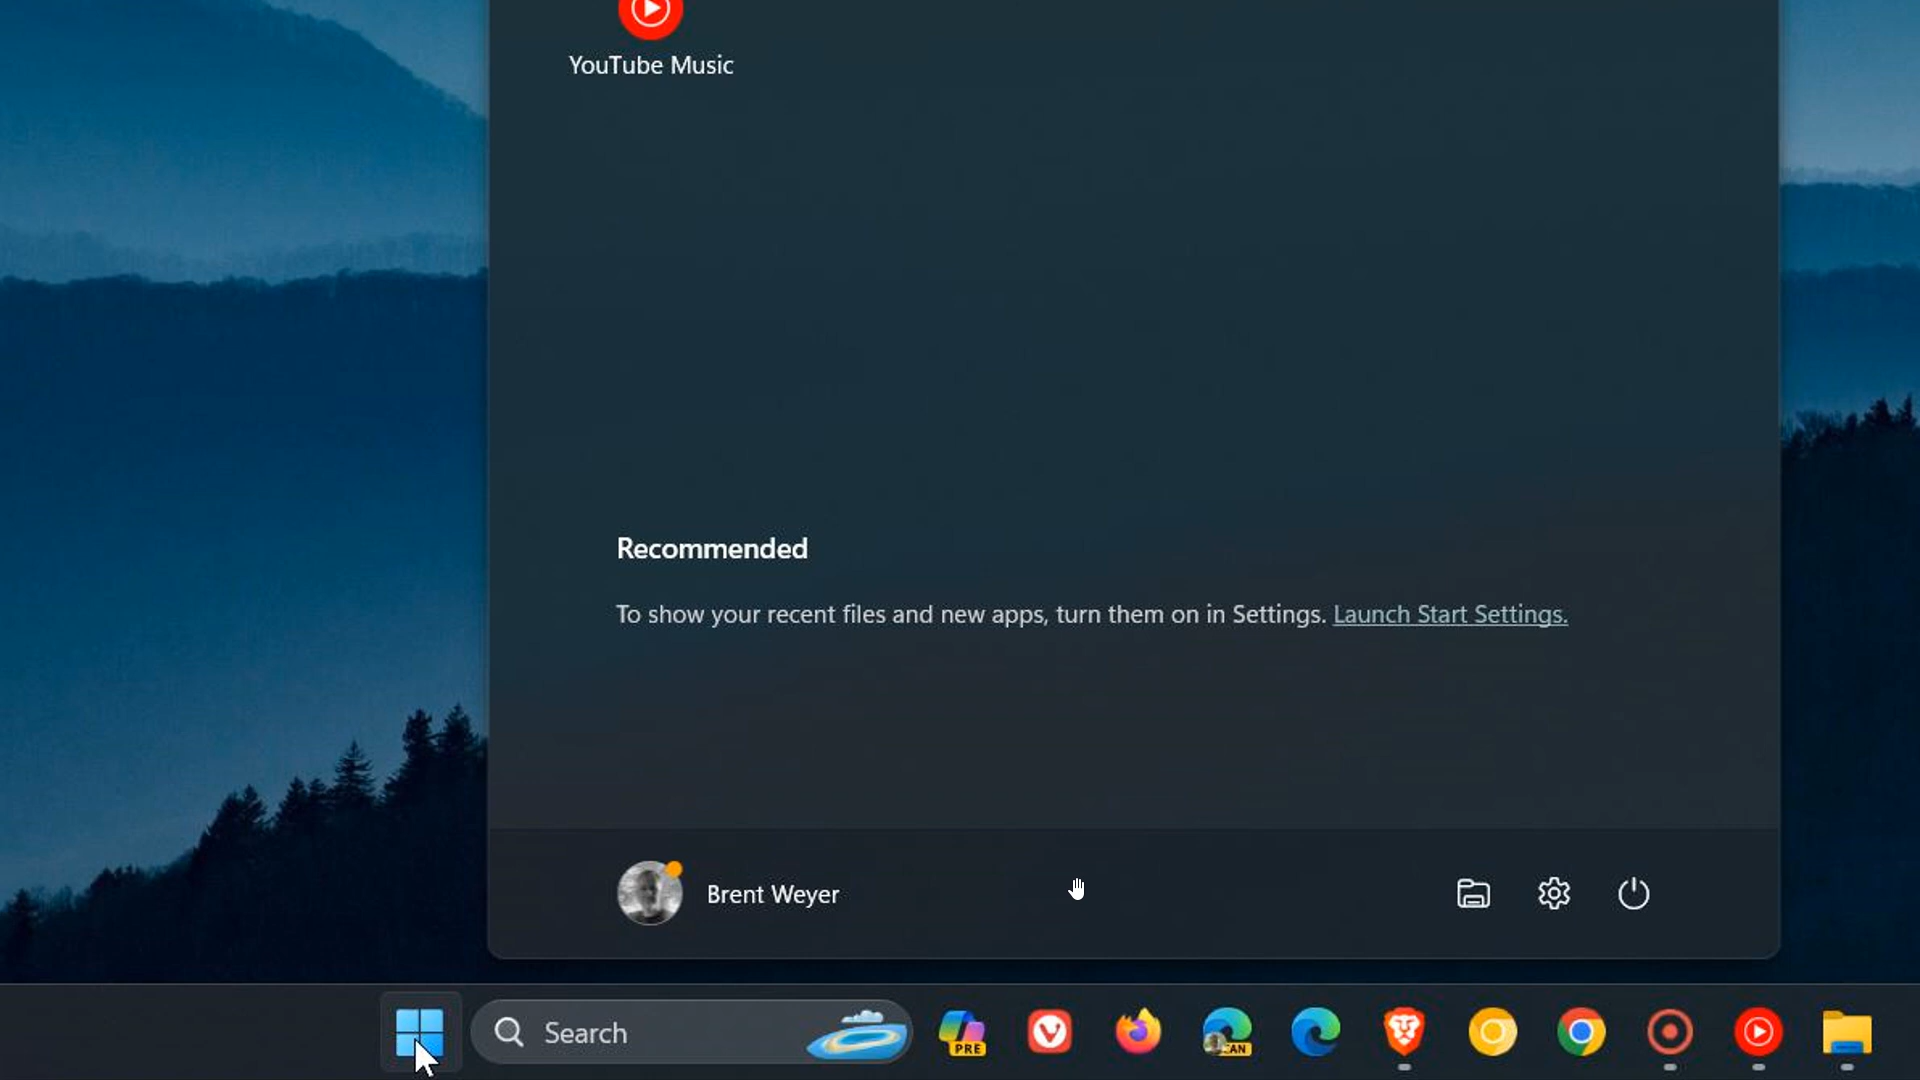 YouTube Music
Recommended
To show your recent files and new apps, turn them on in Settings. Launch Start Settings.
Brent Weyer
Search
PRE
CAN